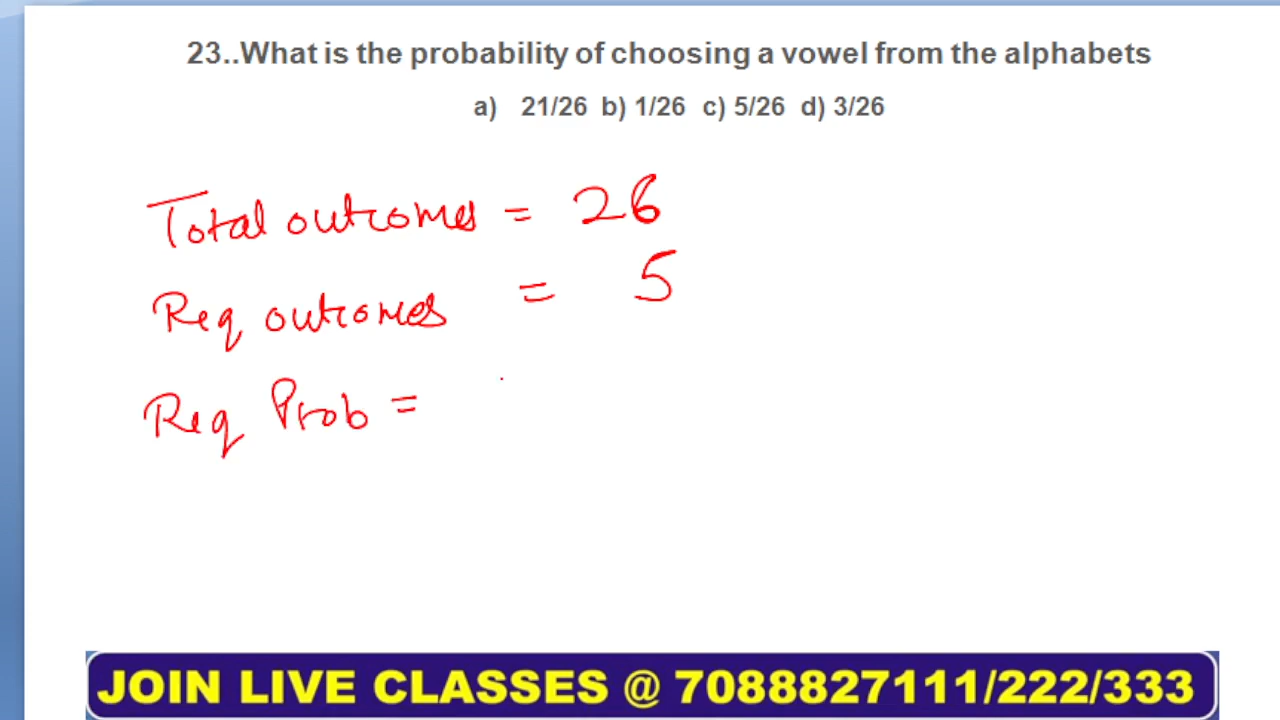 23..What is the probability of choosing a vowel from the alphabets
a) 21/26 b) 1/26 c) 5/26 d) 3/26
Total outcomes = 26
Req outcomes = 5
Req Prob =
JOIN LIVE CLASSES @ 7088827111/222/333